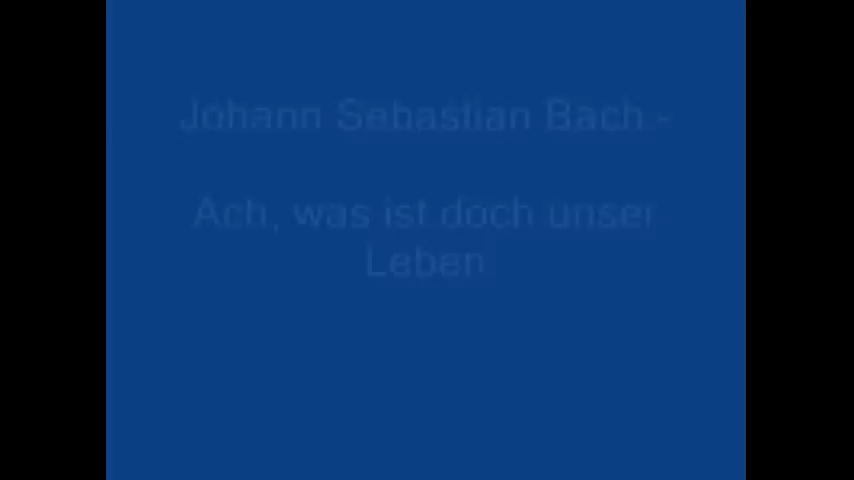 Johann Sebastian Bach -
Ach, was ist doch unser
Leben